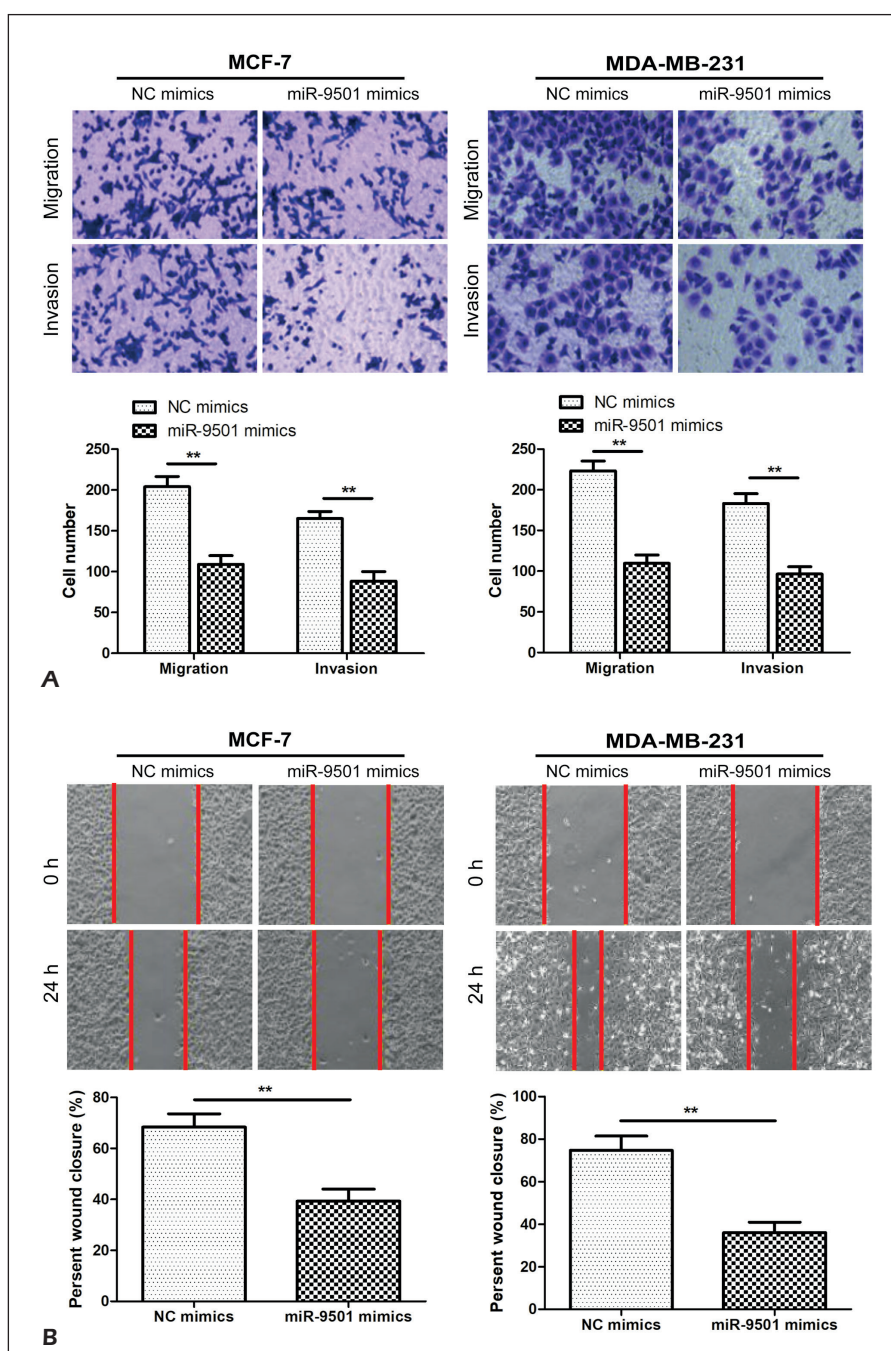 MCF-7
NC mimics miR-9501 mimics
Migration
Invasion
NC mimics
miR-9501 mimics
250
200
150
100
50
0
Cell number
**
**
Migration Invasion
MDA-MB-231
NC mimics miR-9501 mimics
Migration
Invasion
NC mimics
miR-9501 mimics
250
200
150
100
50
0
Cell number
**
**
Migration Invasion
A
MCF-7
NC mimics miR-9501 mimics
0 h
24 h
80
60
40
20
0
Persent wound closure (%)
**
NC mimics miR-9501 mimics
MDA-MB-231
NC mimics miR-9501 mimics
0 h
24 h
100
80
60
40
20
0
Persent wound closure (%)
**
NC mimics miR-9501 mimics
B